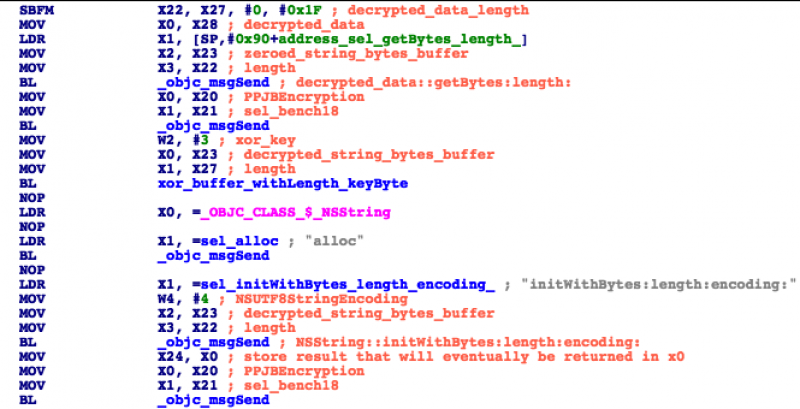 SBFM X22, X27, #0, #0x1F ; decrypted_data_length
MOV X0, X28 ; decrypted_data
LDR X1, [SP,#0x90+address_sel_getBytes_length_]
MOV X2, X23 ; zeroed_string_bytes_buffer
MOV X3, X22 ; length
BL _objc_msgSend ; decrypted_data::getBytes:length:
MOV X0, X20 ; PPJBEncryption
MOV X1, X21 ; sel_bench18
BL _objc_msgSend
MOV W2, #3 ; xor_key
MOV X0, X23 ; decrypted_string_bytes_buffer
MOV X1, X27 ; length
BL xor_buffer_withLength_keyByte
NOP
LDR X0, =_OBJC_CLASS_$_NSString
NOP
LDR X1, =sel_alloc ; "alloc"
BL _objc_msgSend
NOP
LDR X1, =sel_initWithBytes_length_encoding_ ; "initWithBytes:length:encoding:"
MOV W4, #4 ; NSUTF8StringEncoding
MOV X2, X23 ; decrypted_string_bytes_buffer
MOV X3, X22 ; length
BL _objc_msgSend ; NSString::initWithBytes:length:encoding:
MOV X24, X0 ; store result that will eventually be returned in x0
MOV X0, X20 ; PPJBEncryption
MOV X1, X21 ; sel_bench18
BL _objc_msgSend